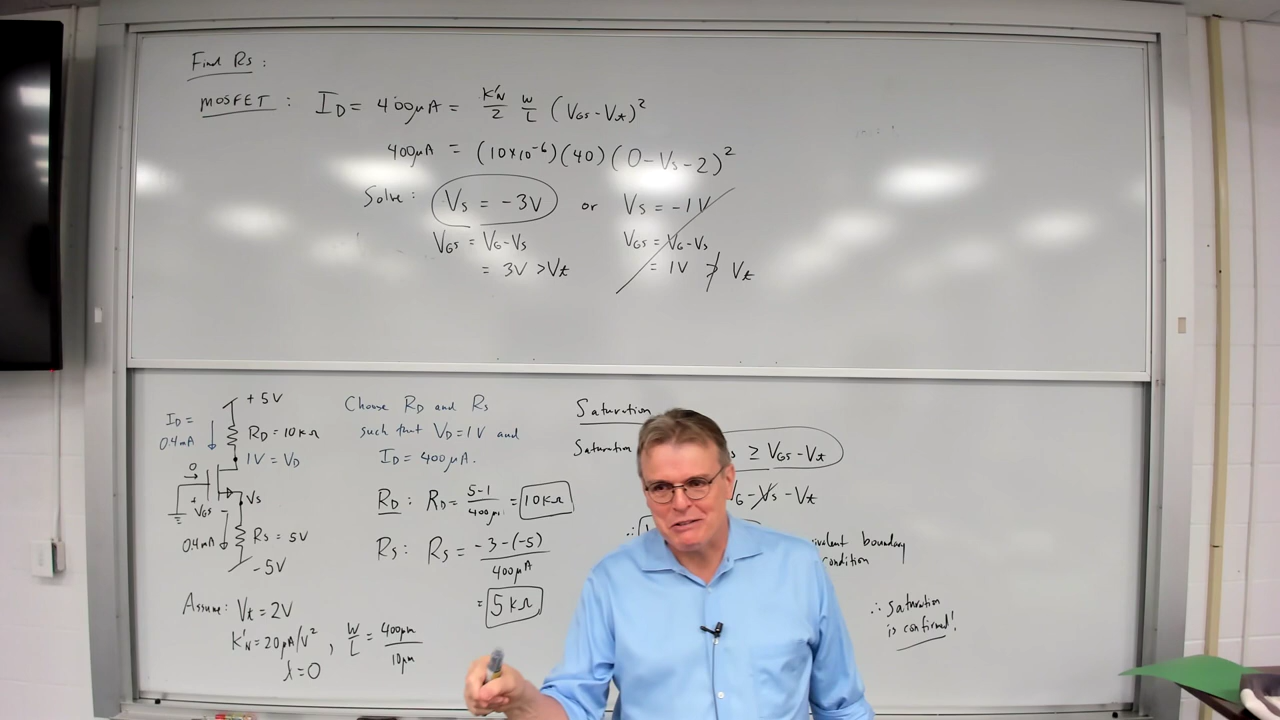 Find Rs:
MOSFET: ID = 400μA = K'N/2 W/L (VGS-Vt)²
400μA = (10×10⁻⁶)(40)(0-Vs-2)²
Solve: Vs = -3V or Vs = -1V
VGS = VG-VS VGS = VG-VS
= 3V >Vt = 1V ≯ Vt
ID =
0.4mA
+5V
RD = 10kΩ
1V = VD
0
+
VGS -
Vs
0.4mA
Rs = 5V
-5V
Assume: Vt = 2V
K'N = 20μA/V², W/L = 400μm/10μm
λ=0
Choose RD and Rs
such that VD=1V and
ID = 400μA.
RD: RD = 5-1/400μ = 10kΩ
Rs: Rs = -3-(-5)/400μA
= 5kΩ
Saturation
Saturation ≥ VGS-Vt
G-Vs -Vt
boundary
∴ saturation
is confirmed!